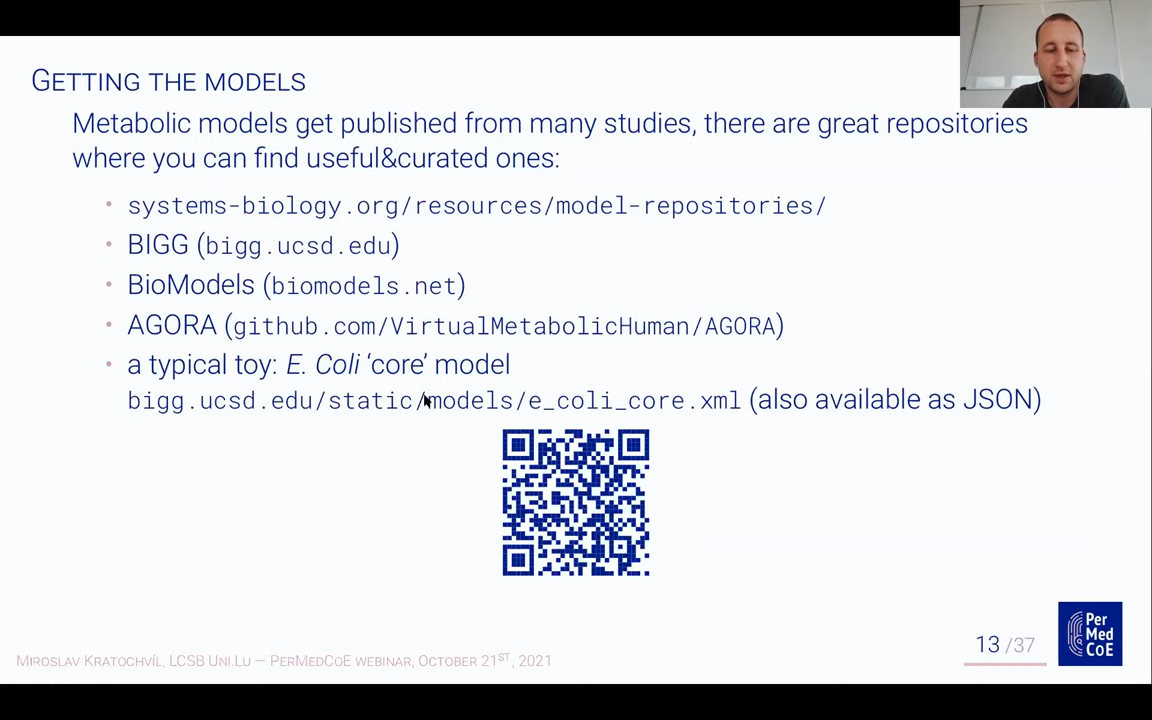 GETTING THE MODELS
Metabolic models get published from many studies, there are great repositories
where you can find useful&curated ones:
• systems-biology.org/resources/model-repositories/
• BIGG (bigg.ucsd.edu)
• BioModels (biomodels.net)
• AGORA (github.com/VirtualMetabolicHuman/AGORA)
• a typical toy: E. Coli ‘core’ model
bigg.ucsd.edu/static/models/e_coli_core.xml (also available as JSON)
MIROSLAV KRATOCHVÍL, LCSB UNI.LU — PERMEDCOE WEBINAR, OCTOBER 21ST, 2021
13 /37
Per
Med
CoE